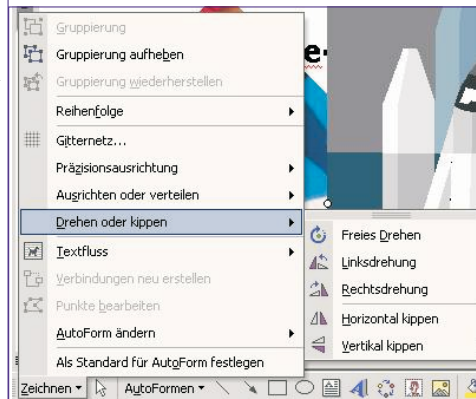 Gruppierung
Gruppierung aufheben
Gruppierung wiederherstellen
Reihenfolge
Gitternetz...
Präzisionsausrichtung
Ausrichten oder verteilen
Drehen oder kippen
Textfluss
Verbindungen neu erstellen
Punkte bearbeiten
AutoForm ändern
Als Standard für AutoForm festlegen
Freies Drehen
Linksdrehung
Rechtsdrehung
Horizontal kippen
Vertikal kippen
Zeichnen
AutoFormen